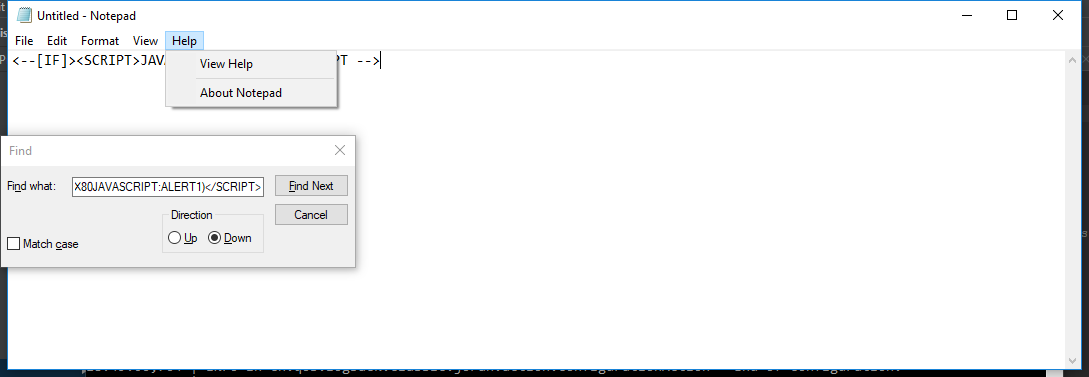 Untitled - Notepad
File Edit Format View Help
<--[IF]><SCRIPT>JAVA PT -->
View Help
About Notepad
Find
Find what: X80JAVASCRIPT:ALERT1)</SCRIPT> Find Next
Direction Cancel
Up Down
Match case